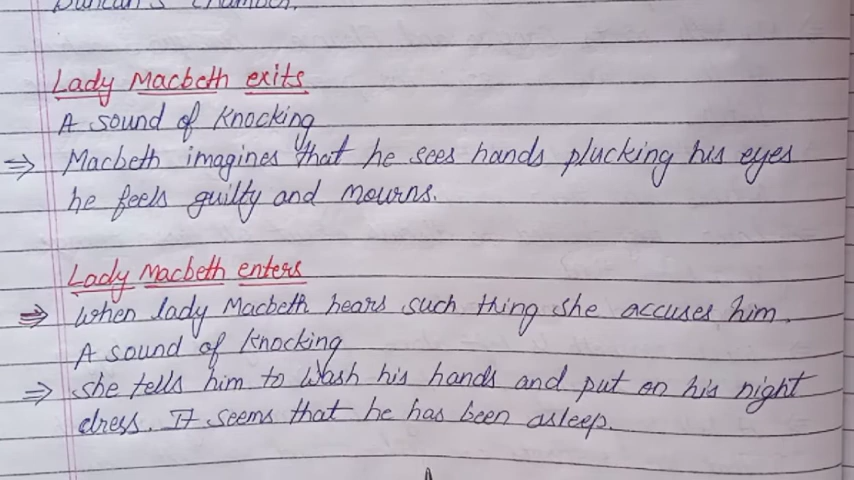 Duncan's Chamber.
Lady Macbeth exits
A sound of Knocking
⇒ Macbeth imagines that he sees hands plucking his eyes
he feels guilty and mourns.
Lady Macbeth enters
⇒ When lady Macbeth hears such thing she accuses him.
A sound of Knocking
⇒ She tells him to Wash his hands and put on his night
dress. It seems that he has been asleep.